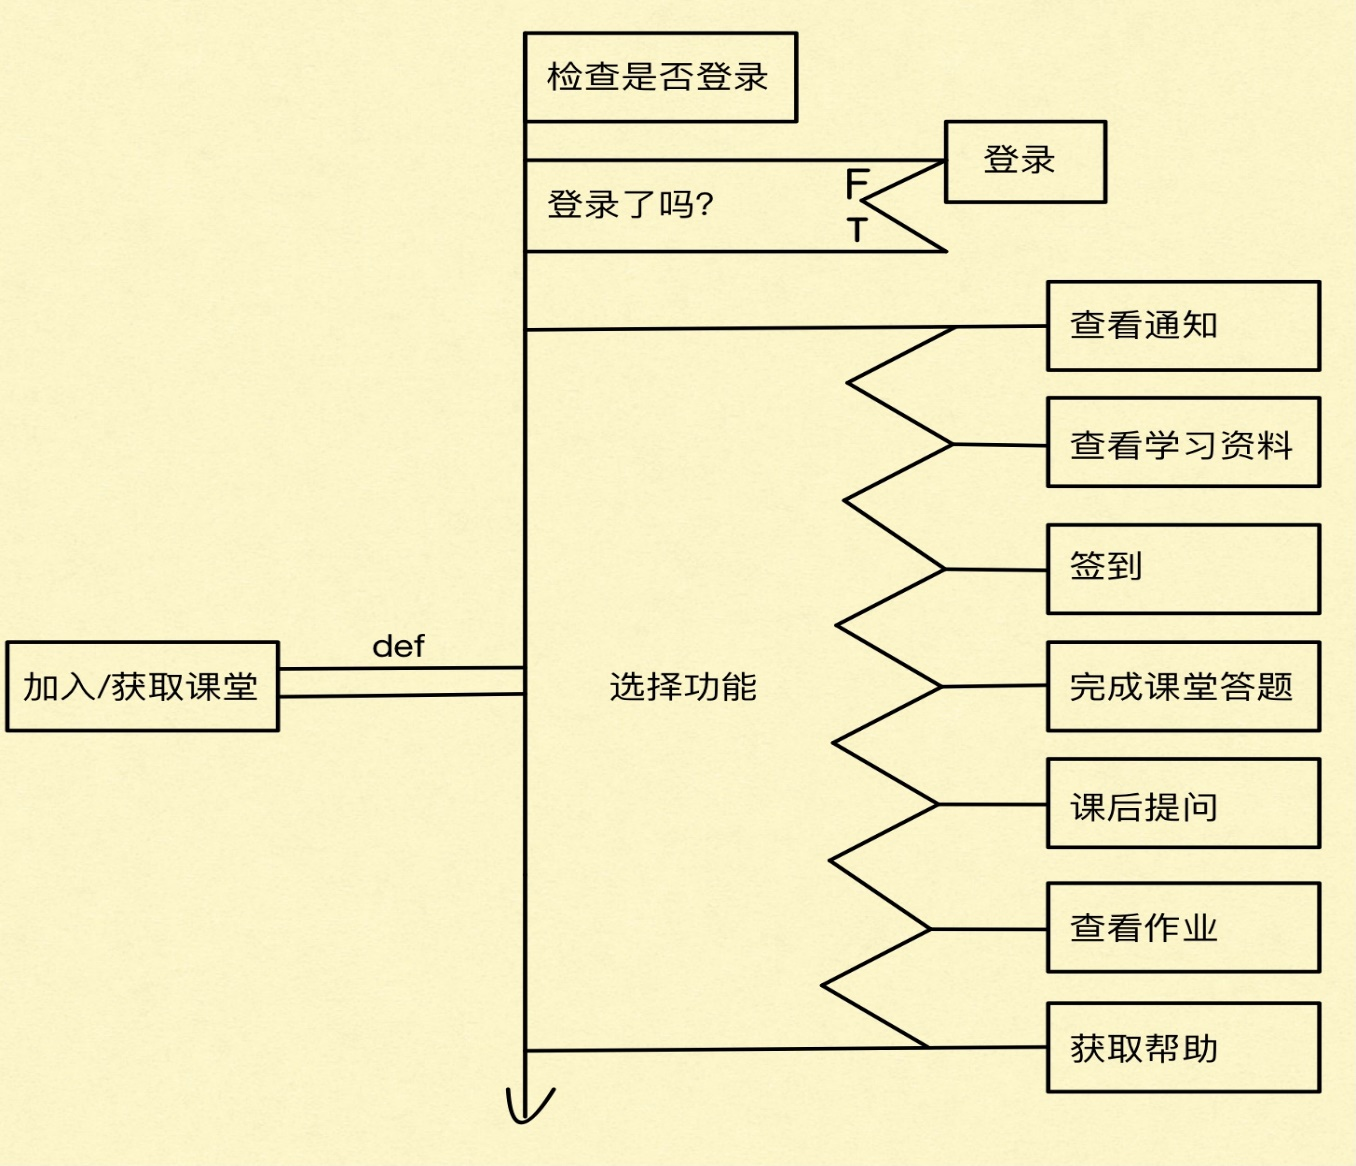 检查是否登录
登录
登录了吗?
F
T
查看通知
查看学习资料
签到
def
加入/获取课堂
选择功能
完成课堂答题
课后提问
查看作业
获取帮助